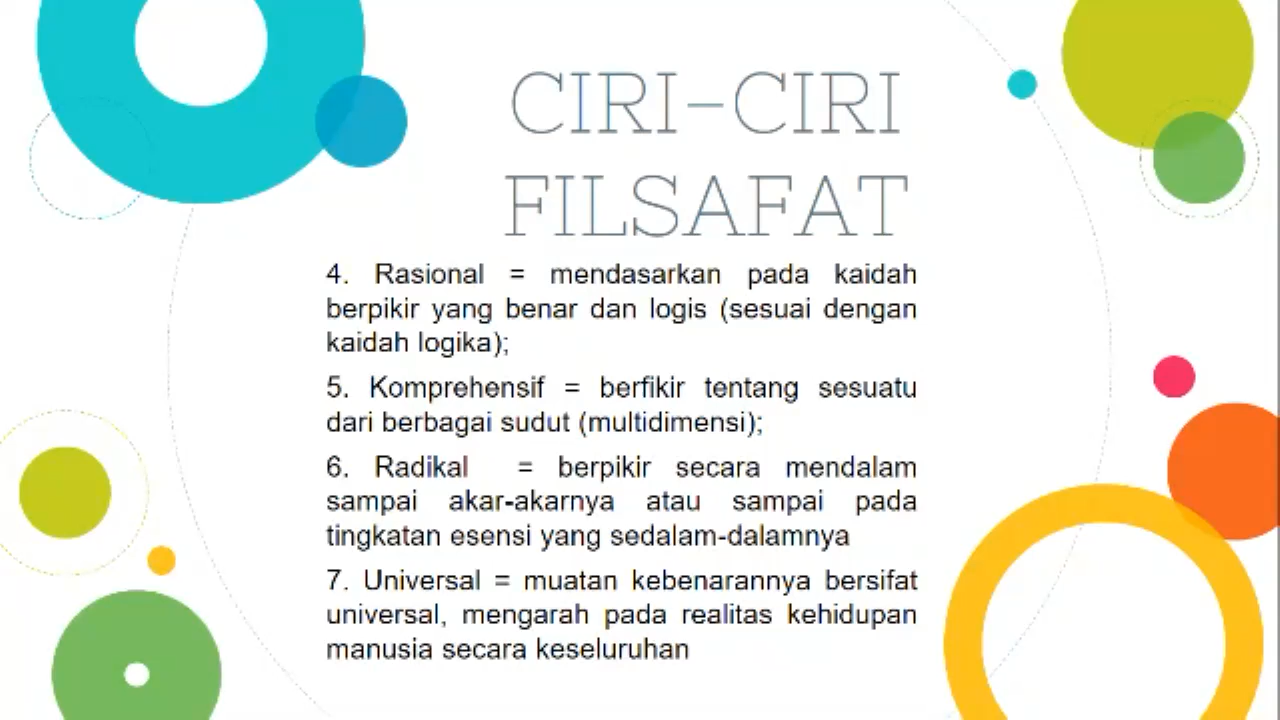 CIRI-CIRI
FILSAFAT
4. Rasional = mendasarkan pada kaidah
berpikir yang benar dan logis (sesuai dengan
kaidah logika);
5. Komprehensif = berfikir tentang sesuatu
dari berbagai sudut (multidimensi);
6. Radikal = berpikir secara mendalam
sampai akar-akarnya atau sampai pada
tingkatan esensi yang sedalam-dalamnya
7. Universal = muatan kebenarannya bersifat
universal, mengarah pada realitas kehidupan
manusia secara keseluruhan